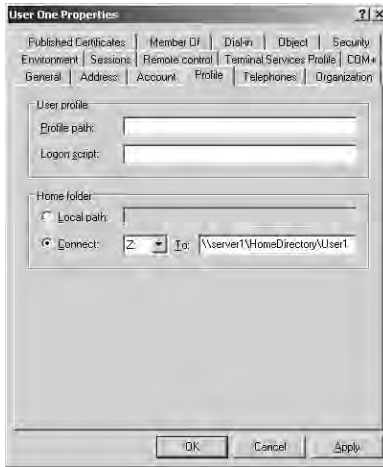 User One Properties ? X
Published Certificates Member Of Dial-in Object Security
Environment Sessions Remote control Terminal Services Profile COM+
General Address Account Profile Telephones Organization
User profile
Profile path:
Logon script:
Home folder
Local path:
Connect: Z: To: \\server1\HomeDirectory\User1
OK Cancel Apply